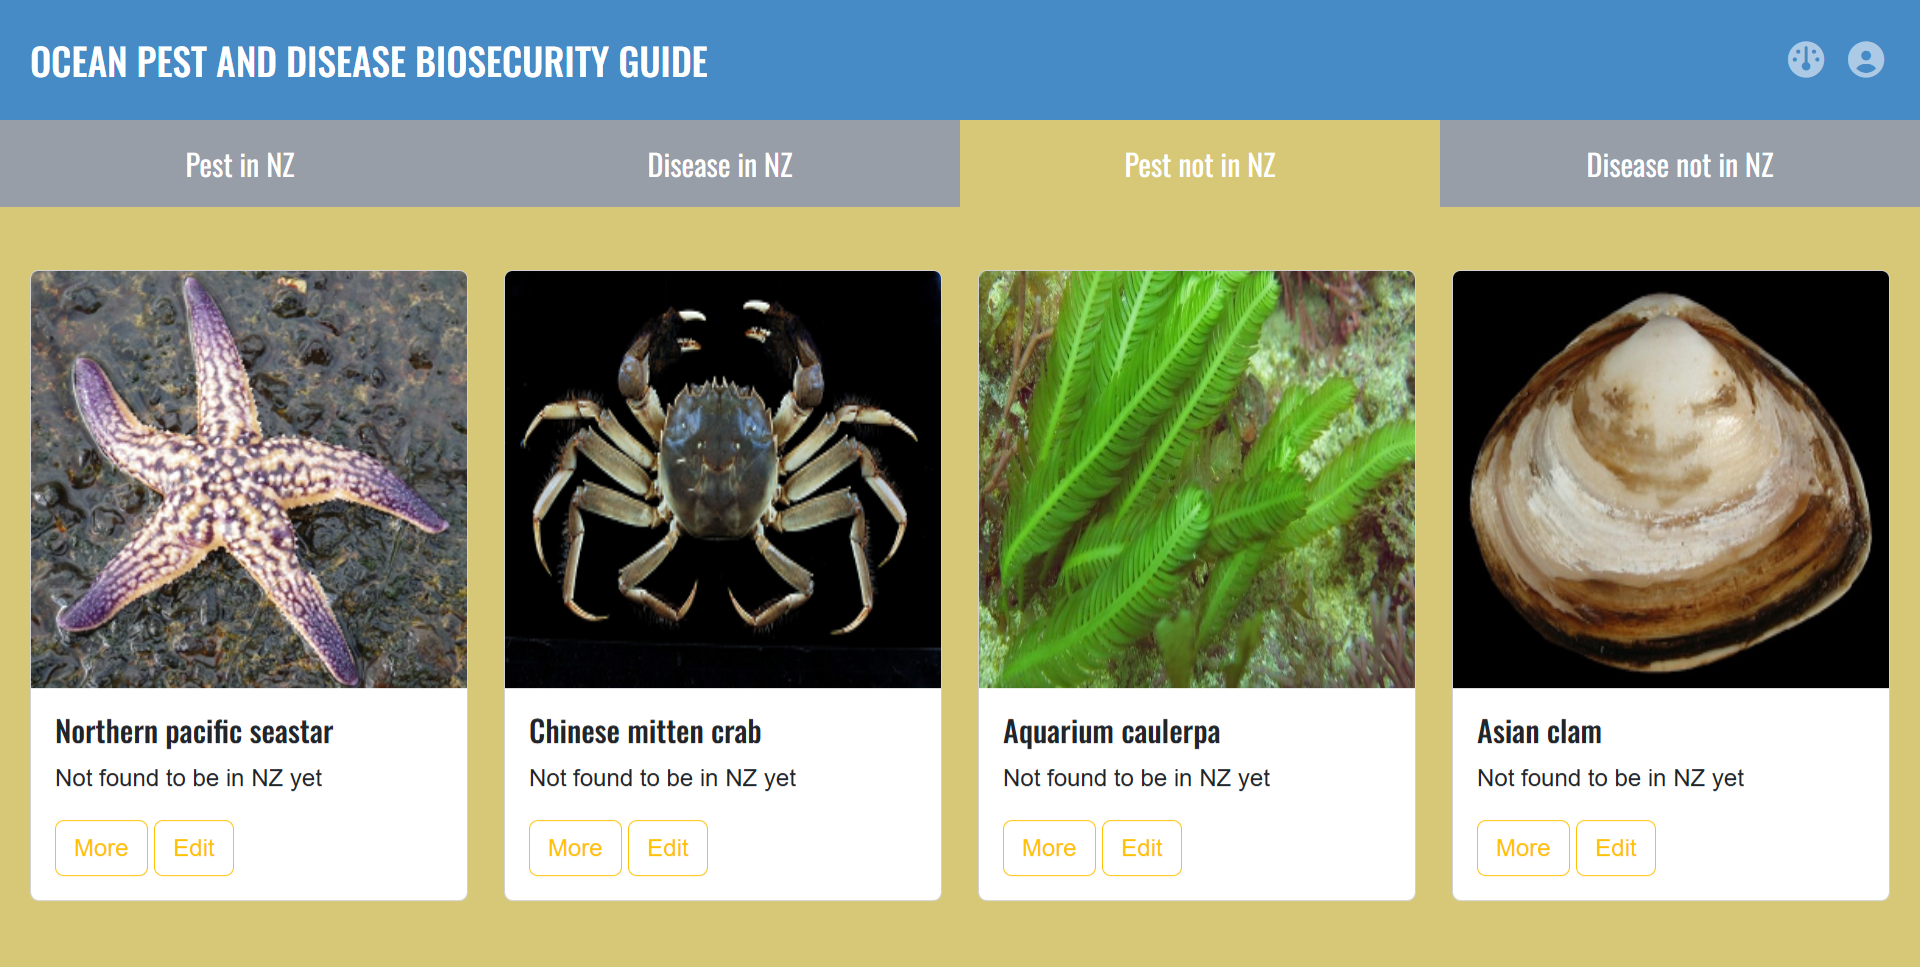 OCEAN PEST AND DISEASE BIOSECURITY GUIDE
Pest in NZ
Disease in NZ
Pest not in NZ
Disease not in NZ
Northern pacific seastar
Not found to be in NZ yet
More
Edit
Chinese mitten crab
Not found to be in NZ yet
More
Edit
Aquarium caulerpa
Not found to be in NZ yet
More
Edit
Asian clam
Not found to be in NZ yet
More
Edit